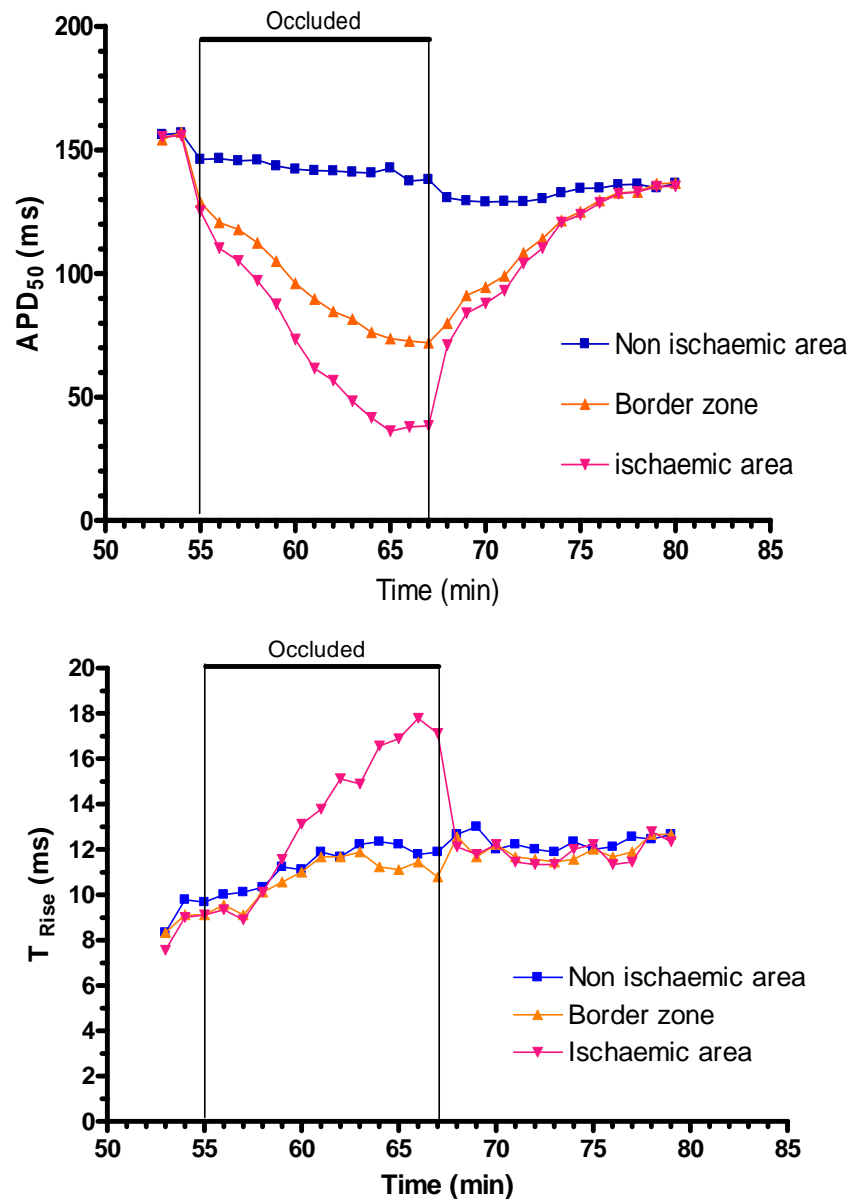 Occluded
200
150
100
50
0
APD50 (ms)
Non ischaemic area
Border zone
ischaemic area
50 55 60 65 70 75 80 85
Time (min)
Occluded
20
18
16
14
12
10
8
6
4
2
0
T Rise (ms)
Non ischaemic area
Border zone
Ischaemic area
50 55 60 65 70 75 80 85
Time (min)